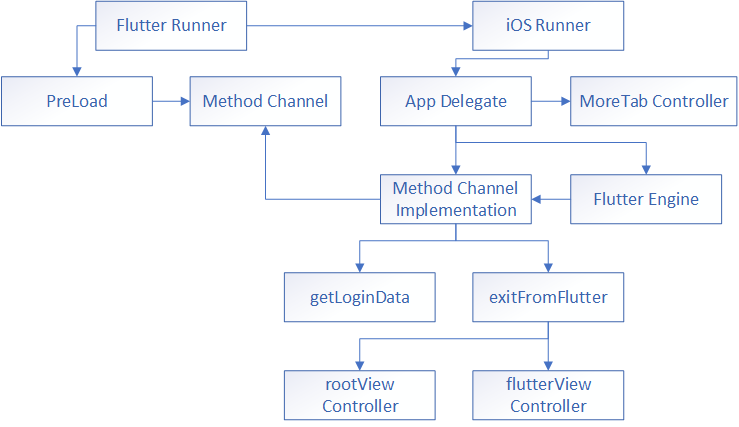 Flutter Runner
iOS Runner
PreLoad
Method Channel
App Delegate
MoreTab Controller
Method Channel
Implementation
Flutter Engine
getLoginData
exitFromFlutter
rootView
Controller
flutterView
Controller